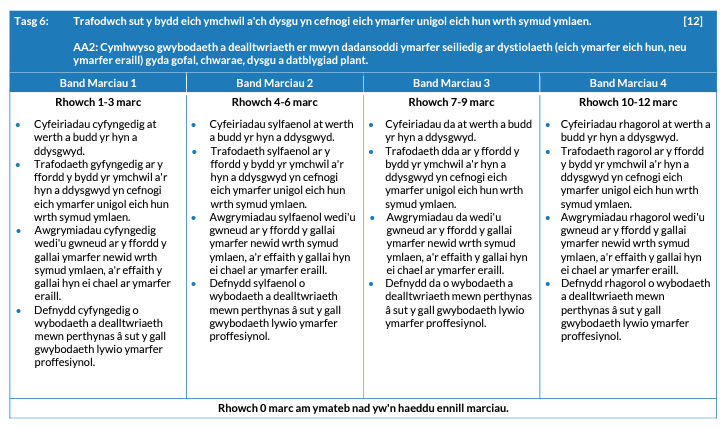 Tasg 6: Trafodwch sut y bydd eich ymchwil a'ch dysgu yn cefnogi eich ymarfer unigol eich hun wrth symud ymlaen. [12]
AA2: Cymhwyso gwybodaeth a dealltwriaeth er mwyn dadansoddi ymarfer seiliedig ar dystiolaeth (eich ymarfer eich hun, neu
ymarfer eraill) gyda gofal, chwarae, dysgu a datblygiad plant.
Band Marciau 1
Rhowch 1-3 marc
• Cyfeiriadau cyfyngedig at
werth a budd yr hyn a
ddysgwyd.
• Trafodaeth gyfyngedig ar y
ffordd y bydd yr ymchwil a'r
hyn a ddysgwyd yn cefnogi
eich ymarfer unigol eich hun
wrth symud ymlaen.
• Awgrymiadau cyfyngedig
wedi'u gwneud ar y ffordd y
gallai ymarfer newid wrth
symud ymlaen, a'r effaith y
gallai hyn ei chael ar ymarfer
eraill.
• Defnydd cyfyngedig o
wybodaeth a dealltwriaeth
mewn perthynas â sut y gall
gwybodaeth lywio ymarfer
proffesiynol.
Band Marciau 2
Rhowch 4-6 marc
• Cyfeiriadau sylfaenol at werth
a budd yr hyn a ddysgwyd.
• Trafodaeth sylfaenol ar y
ffordd y bydd yr ymchwil a'r
hyn a ddysgwyd yn cefnogi
eich ymarfer unigol eich hun
wrth symud ymlaen.
• Awgrymiadau sylfaenol wedi'u
gwneud ar y ffordd y gallai
ymarfer newid wrth symud
ymlaen, a'r effaith y gallai hyn
ei chael ar ymarfer eraill.
• Defnydd sylfaenol o
wybodaeth a dealltwriaeth
mewn perthynas â sut y gall
gwybodaeth lywio ymarfer
proffesiynol.
Band Marciau 3
Rhowch 7-9 marc
• Cyfeiriadau da at werth a budd
yr hyn a ddysgwyd.
• Trafodaeth dda ar y ffordd y
bydd yr ymchwil a'r hyn a
ddysgwyd yn cefnogi eich
ymarfer unigol eich hun wrth
symud ymlaen.
• Awgrymiadau da wedi'u
gwneud ar y ffordd y gallai
ymarfer newid wrth symud
ymlaen, a'r effaith y gallai hyn
ei chael ar ymarfer eraill.
• Defnydd da o wybodaeth a
dealltwriaeth mewn perthynas
â sut y gall gwybodaeth lywio
ymarfer proffesiynol.
Band Marciau 4
Rhowch 10-12 marc
• Cyfeiriadau rhagorol at werth a
budd yr hyn a ddysgwyd.
• Trafodaeth ragorol ar y ffordd
y bydd yr ymchwil a'r hyn a
ddysgwyd yn cefnogi eich
ymarfer unigol eich hun wrth
symud ymlaen.
• Awgrymiadau rhagorol wedi'u
gwneud ar y ffordd y gallai
ymarfer newid wrth symud
ymlaen, a'r effaith y gallai hyn
ei chael ar ymarfer eraill.
• Defnydd rhagorol o wybodaeth
a dealltwriaeth mewn
perthynas â sut y gall
gwybodaeth lywio ymarfer
proffesiynol.
Rhowch 0 marc am ymateb nad yw'n haeddu ennill marciau.